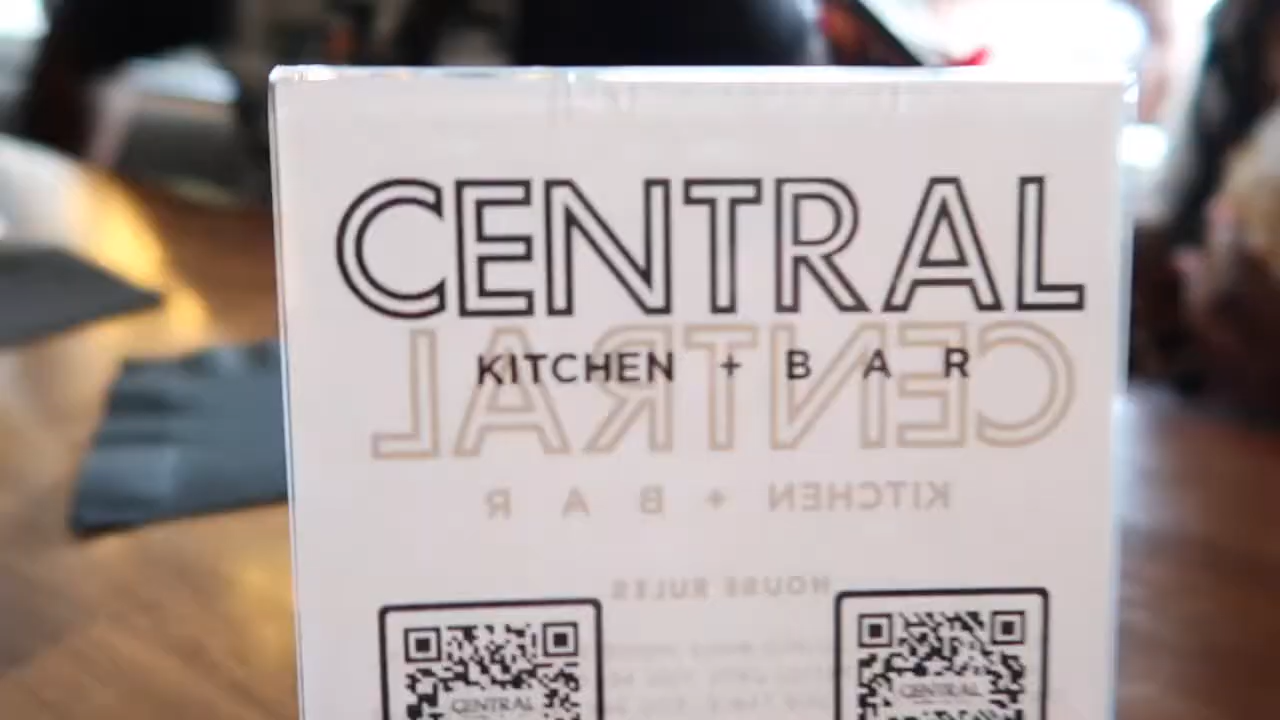 CENTRAL
KITCHEN + BAR
CENTRAL
KITCHEN + BAR
HOUSE RULES
CENTRAL
CENTRAL